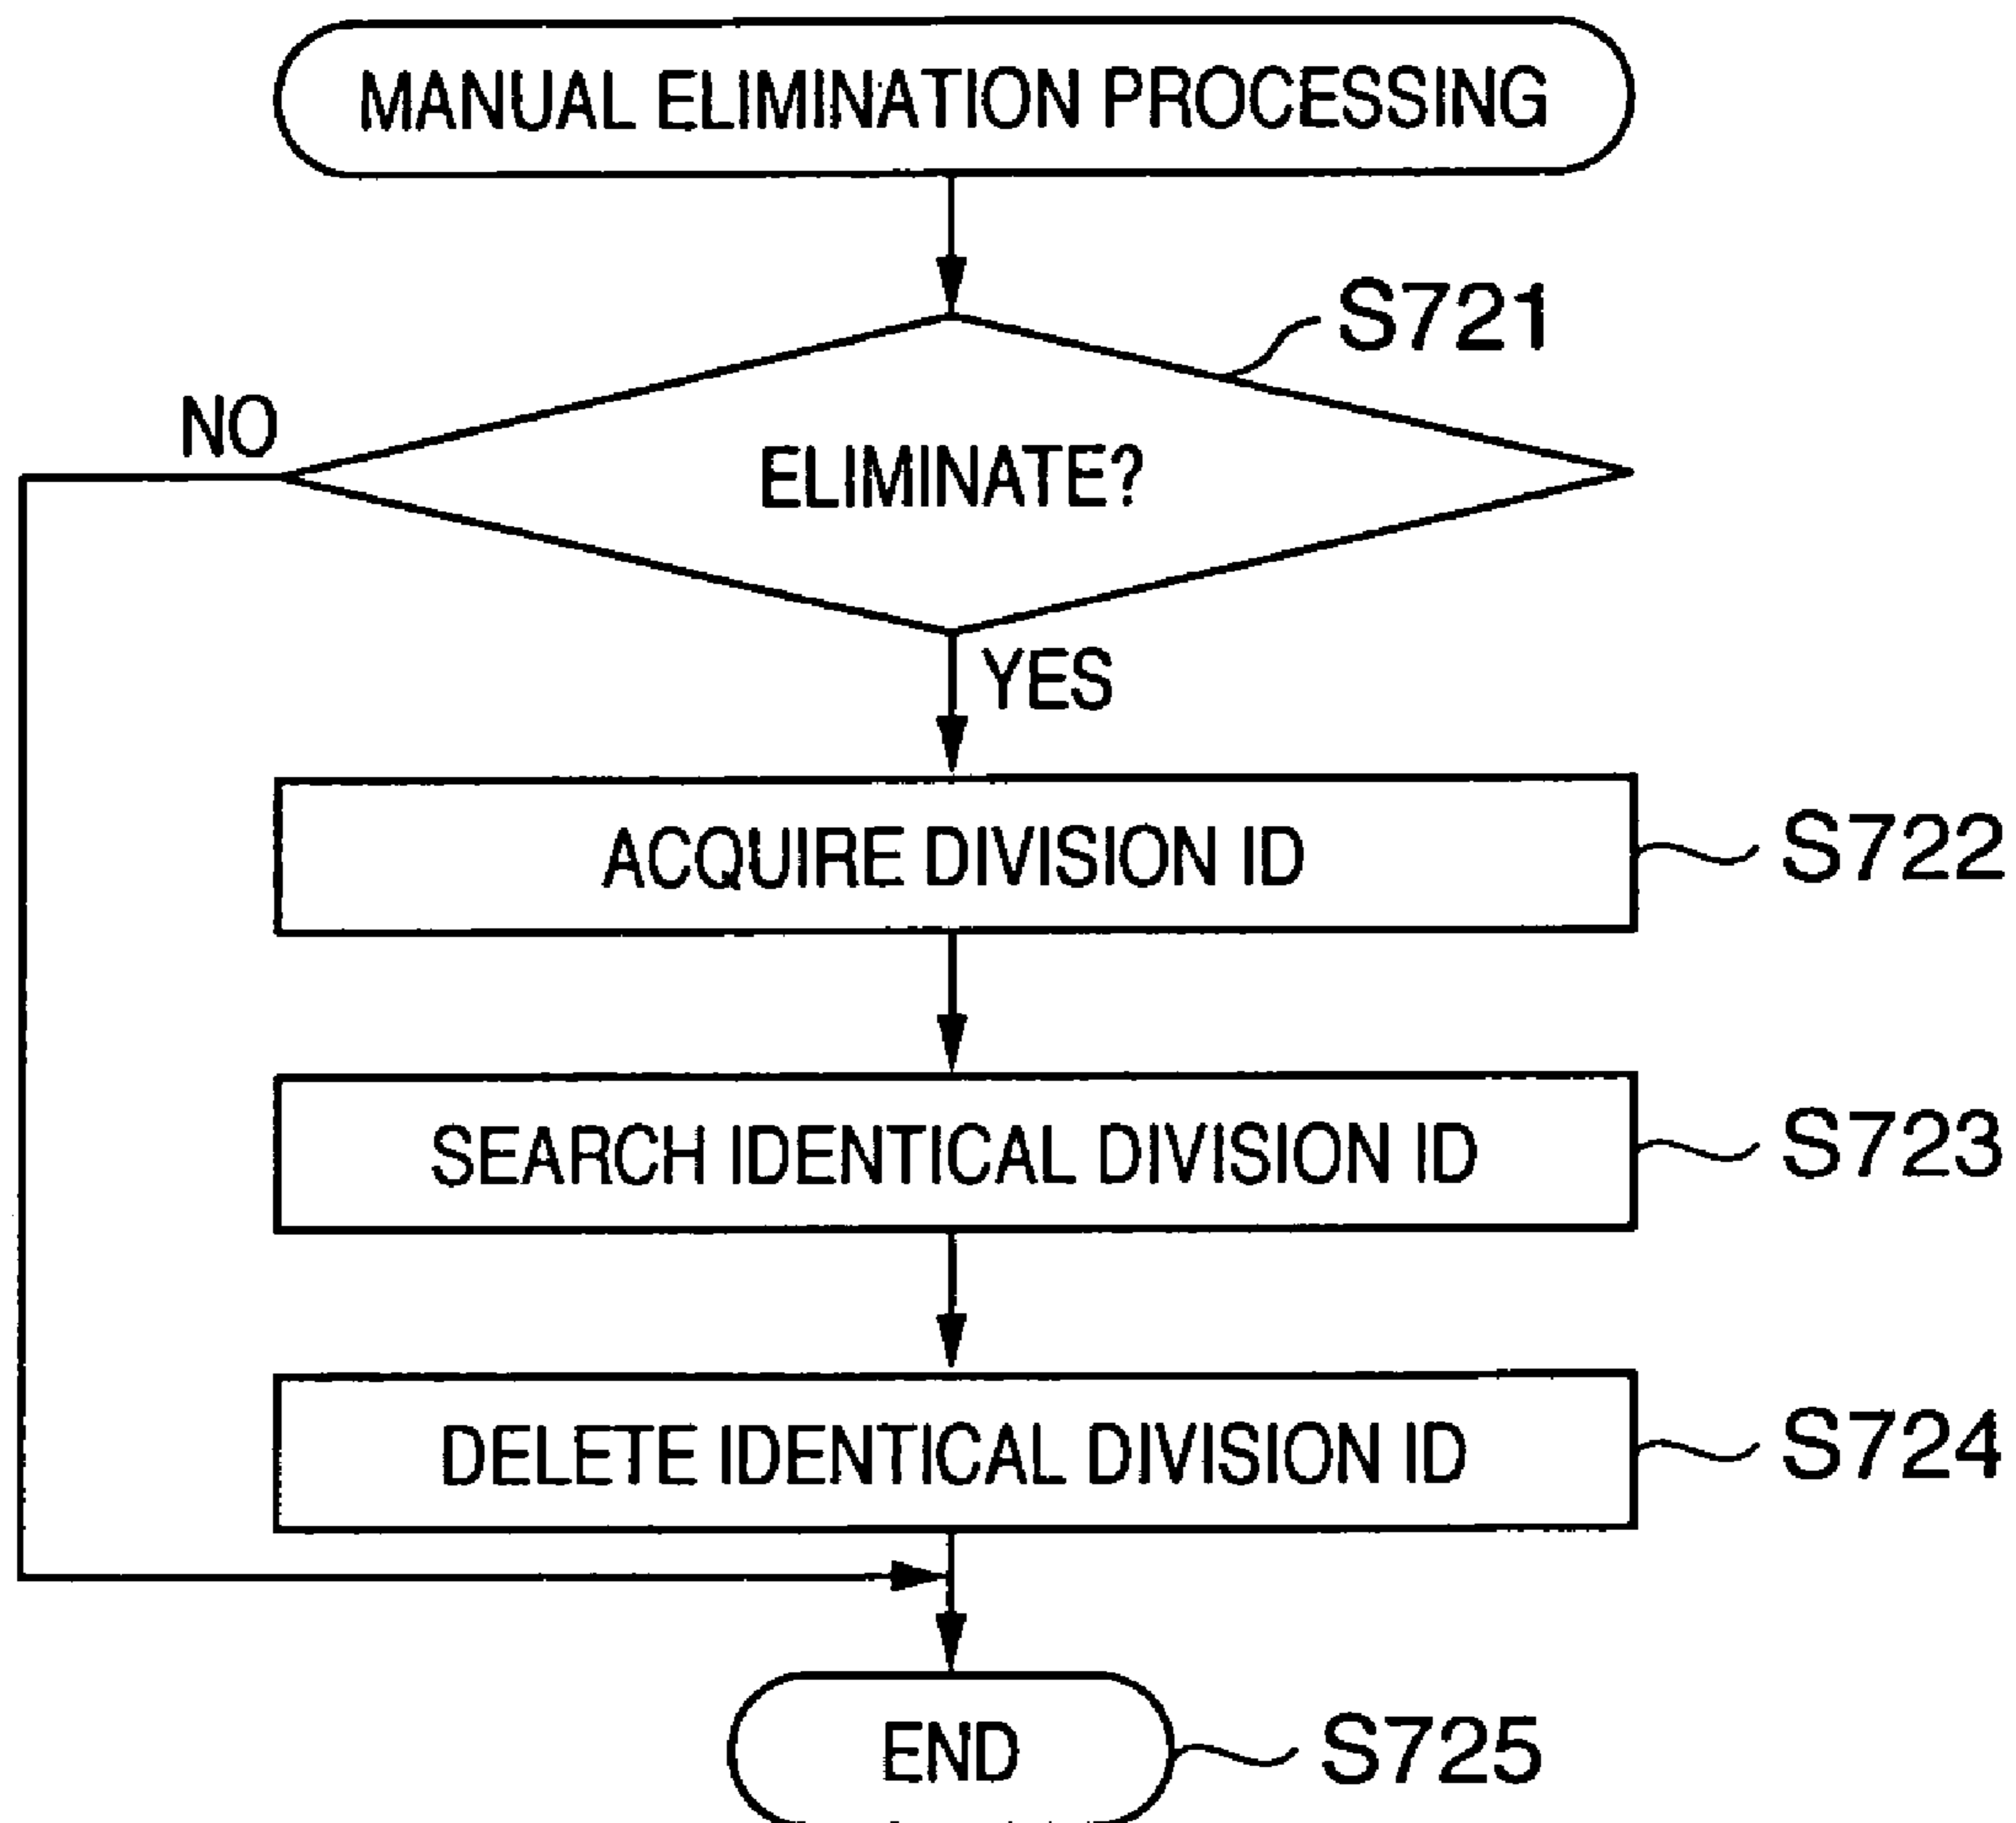 MANUAL ELIMINATION PROCESSING
S721
NO
ELIMINATE?
YES
ACQUIRE DIVISION ID
S722
SEARCH IDENTICAL DIVISION ID
S723
DELETE IDENTICAL DIVISION ID
S724
END
S725